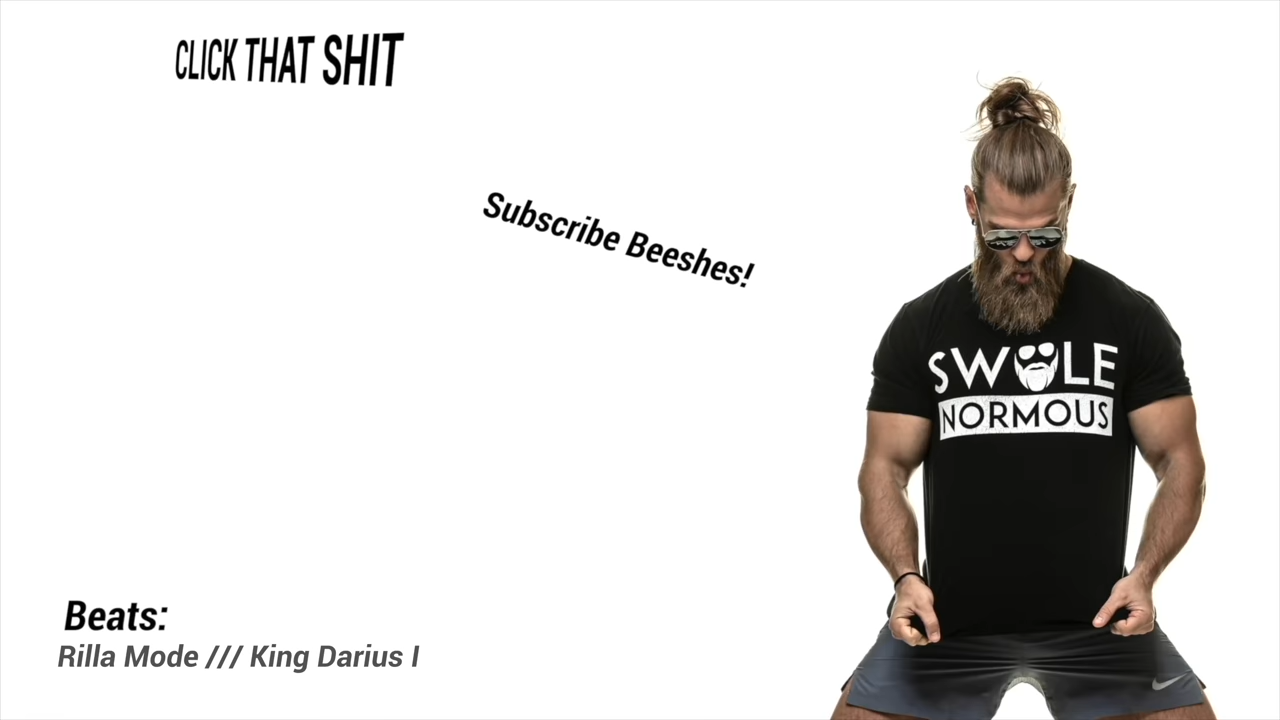 CLICK THAT SHIT
Subscribe Beeshes!
SWOLE
NORMOUS
Beats:
Rilla Mode /// King Darius I